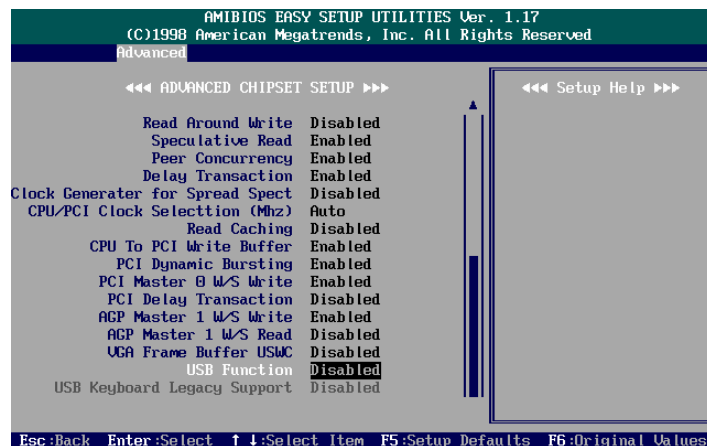 AMIBIOS EASY SETUP UTILITIES Ver. 1.17
(C)1998 American Megatrends, Inc. All Rights Reserved
Advanced
◄◄◄ ADVANCED CHIPSET SETUP ►►►
◄◄◄ Setup Help ►►►
Read Around Write Disabled
Speculative Read Enabled
Peer Concurrency Enabled
Delay Transaction Enabled
Clock Generater for Spread Spect Disabled
CPU/PCI Clock Selecttion (Mhz) Auto
Read Caching Disabled
CPU To PCI Write Buffer Enabled
PCI Dynamic Bursting Enabled
PCI Master 0 W/S Write Enabled
PCI Delay Transaction Disabled
AGP Master 1 W/S Write Enabled
AGP Master 1 W/S Read Disabled
VGA Frame Buffer USWC Disabled
USB Function Disabled
USB Keyboard Legacy Support Disabled
Esc:Back Enter:Select ↑ ↓:Select Item F5:Setup Defaults F6:Original Values